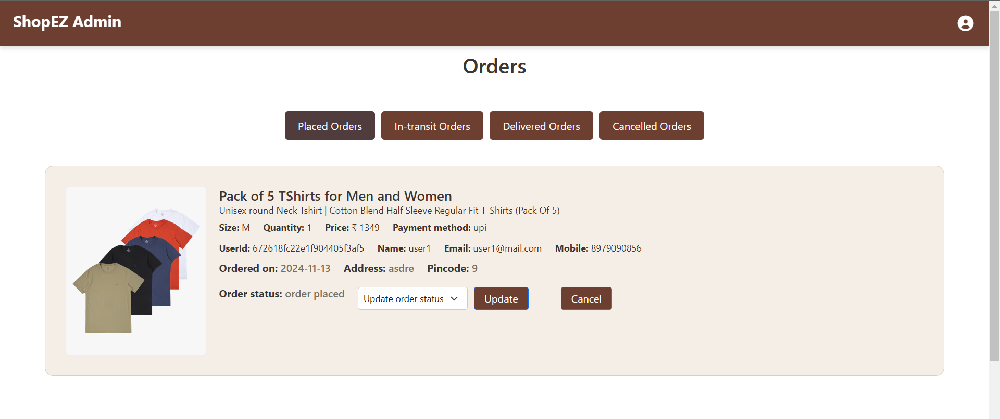 ShopEZ Admin
Orders
Placed Orders
In-transit Orders
Delivered Orders
Cancelled Orders
Pack of 5 TShirts for Men and Women
Unisex round Neck Tshirt | Cotton Blend Half Sleeve Regular Fit T-Shirts (Pack Of 5)
Size: M Quantity: 1 Price: ₹ 1349 Payment method: upi
UserId: 672618fc22e1f904405f3af5 Name: user1 Email: user1@mail.com Mobile: 8979090856
Ordered on: 2024-11-13 Address: asdre Pincode: 9
Order status: order placed Update order status Update Cancel